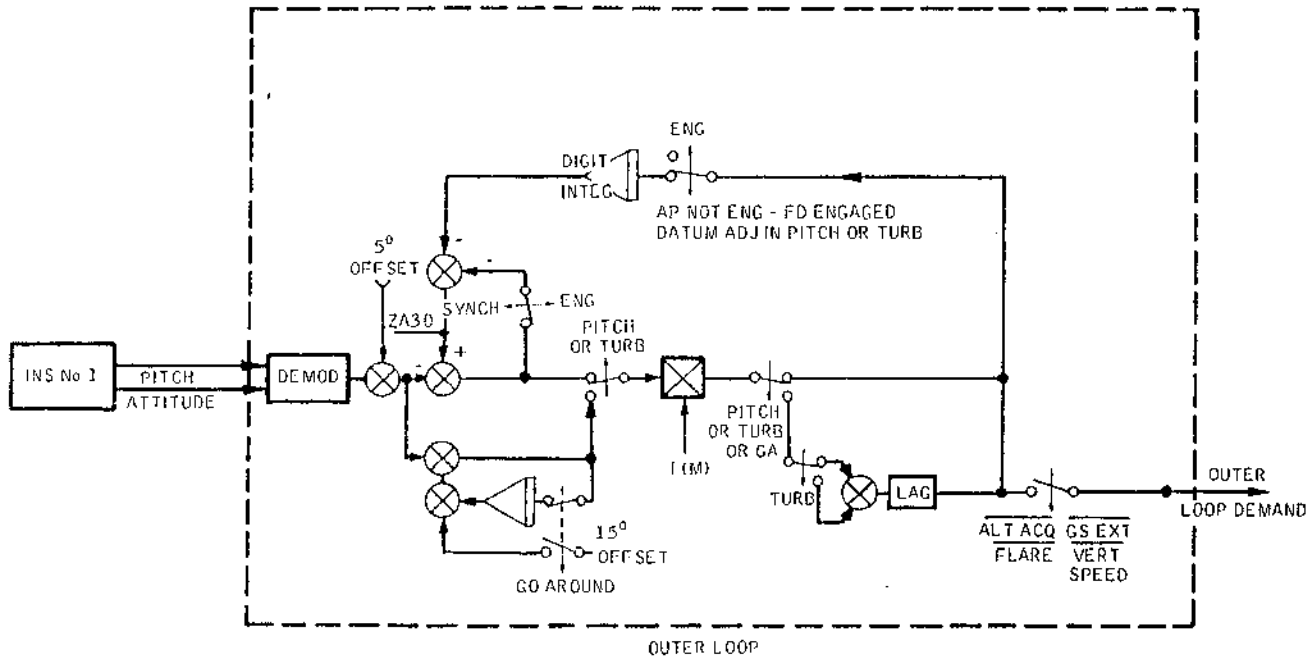 ENG
DIGIT
INTEG
AP NOT ENG - FD ENGAGED
DATUM ADJ IN PITCH OR TURB
-
5⁰
OFFSET
-
SYNCH
ENG
ZA30
+
-
PITCH
OR TURB
INS No 1
PITCH
ATTITUDE
DEMOD
PITCH
OR TURB
OR GA
f(M)
TURB
LAG
OUTER
LOOP DEMAND
15⁰
OFFSET
GO AROUND
ALT ACQ GS EXT
FLARE VERT
SPEED
OUTER LOOP